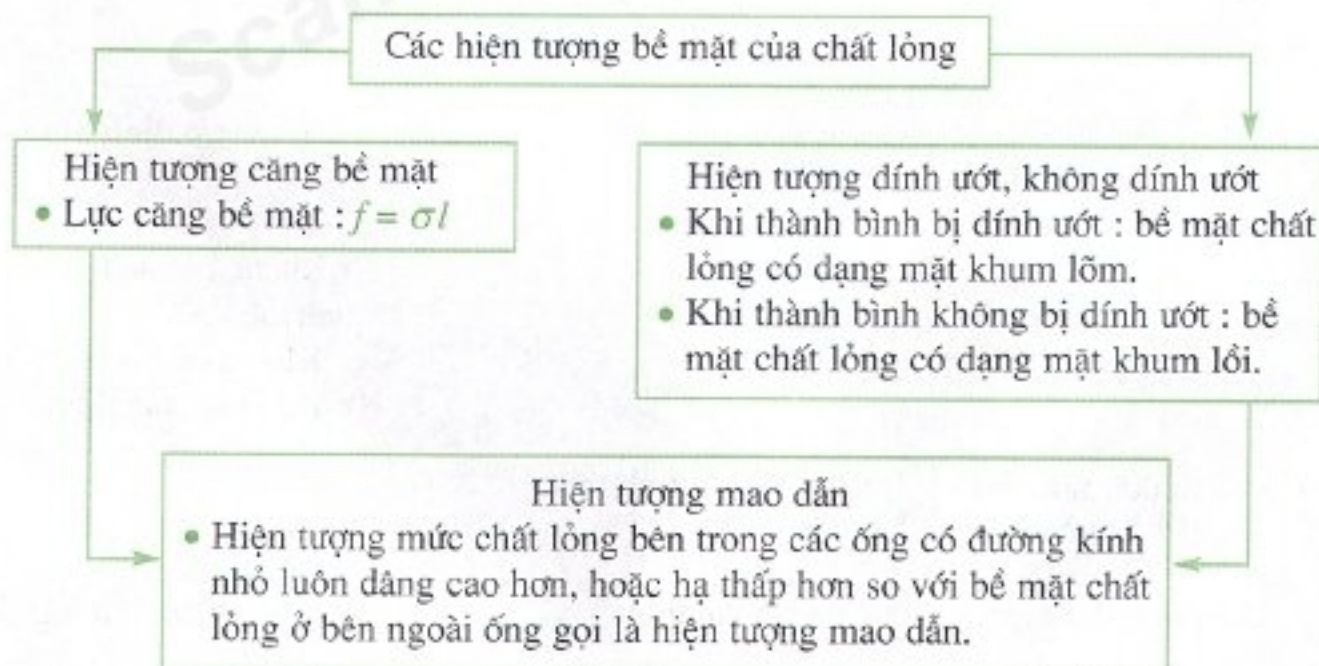 Các hiện tượng bề mặt của chất lỏng
Hiện tượng căng bề mặt
• Lực căng bề mặt : f = σl
Hiện tượng dính ướt, không dính ướt
• Khi thành bình bị dính ướt : bề mặt chất
lỏng có dạng mặt khum lõm.
• Khi thành bình không bị dính ướt : bề
mặt chất lỏng có dạng mặt khum lồi.
Hiện tượng mao dẫn
• Hiện tượng mức chất lỏng bên trong các ống có đường kính
nhỏ luôn dâng cao hơn, hoặc hạ thấp hơn so với bề mặt chất
lỏng ở bên ngoài ống gọi là hiện tượng mao dẫn.